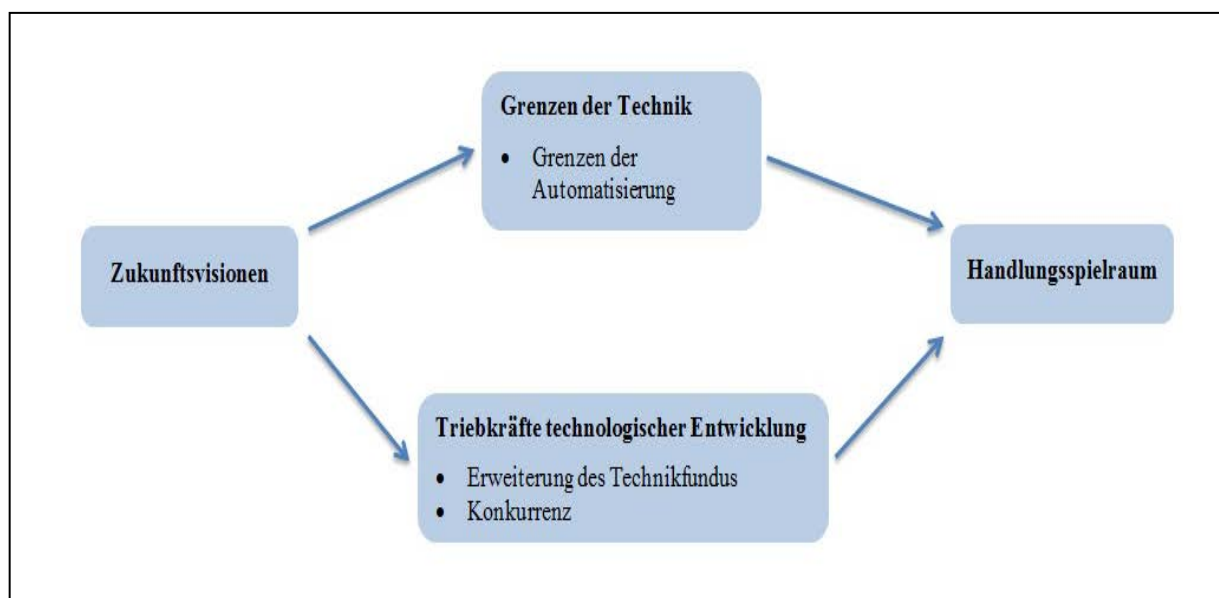 Grenzen der Technik
• Grenzen der
Automatisierung
Zukunftsvisionen
Handlungsspielraum
Triebkräfte technologischer Entwicklung
• Erweiterung des Technikfundus
• Konkurrenz